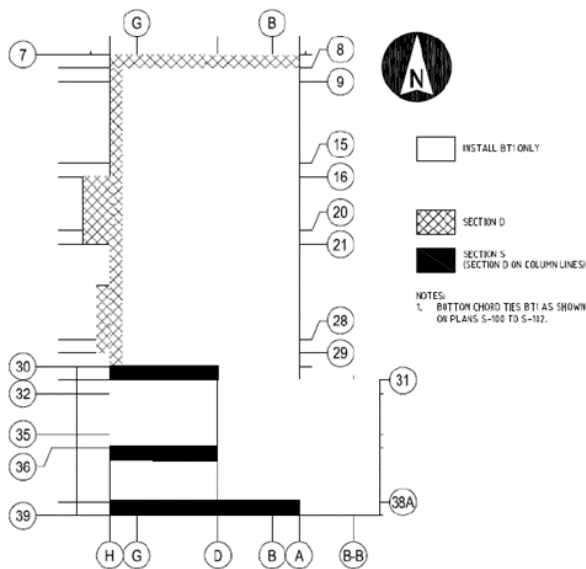 G
B
7
8
9
N
15
INSTALL BT1 ONLY
16
20
SECTION D
21
SECTION S
(SECTION D ON COLUMN LINES)
NOTES:
1. BOTTOM CHORD TIES BT1 AS SHOWN
ON PLANS S-100 TO S-102.
28
29
30
31
32
35
36
38A
39
H
G
D
B
A
B-B